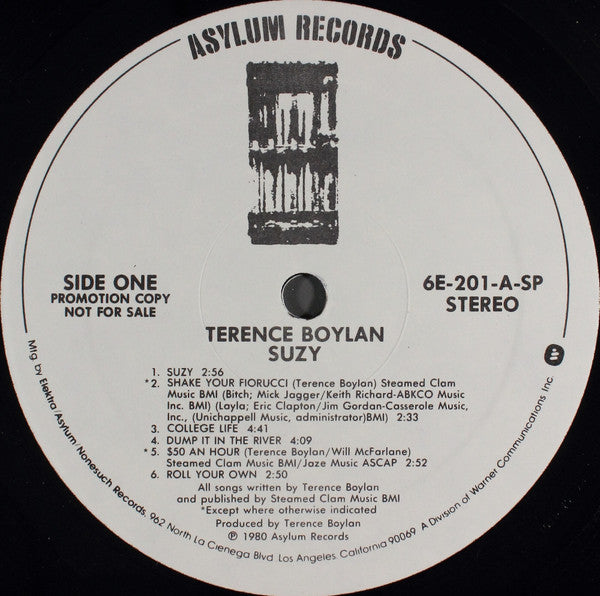 ASYLUM RECORDS
SIDE ONE
PROMOTION COPY
NOT FOR SALE
6E-201-A-SP
STEREO
TERENCE BOYLAN
SUZY
1. SUZY 2:56
*2. SHAKE YOUR FIORUCCI (Terence Boylan) Steamed Clam
Music BMI (Bitch; Mick Jagger/Keith Richard-ABKCO Music
Inc. BMI) (Layla; Eric Clapton/Jim Gordon-Casserole Music,
Inc., (Unichappell Music, administrator)BMI) 2:33
3. COLLEGE LIFE 4:41
4. DUMP IT IN THE RIVER 4:09
*5. $50 AN HOUR (Terence Boylan/Will McFarlane)
Steamed Clam Music BMI/Jaze Music ASCAP 2:52
6. ROLL YOUR OWN 2:50
All songs written by Terence Boylan
and published by Steamed Clam Music BMI
*Except where otherwise indicated
Produced by Terence Boylan
℗ 1980 Asylum Records
Mfg by Elektra/Asylum/Nonesuch Records, 962 North La Cienega Blvd Los Angeles California 90069 A Division of Warner Communications Inc